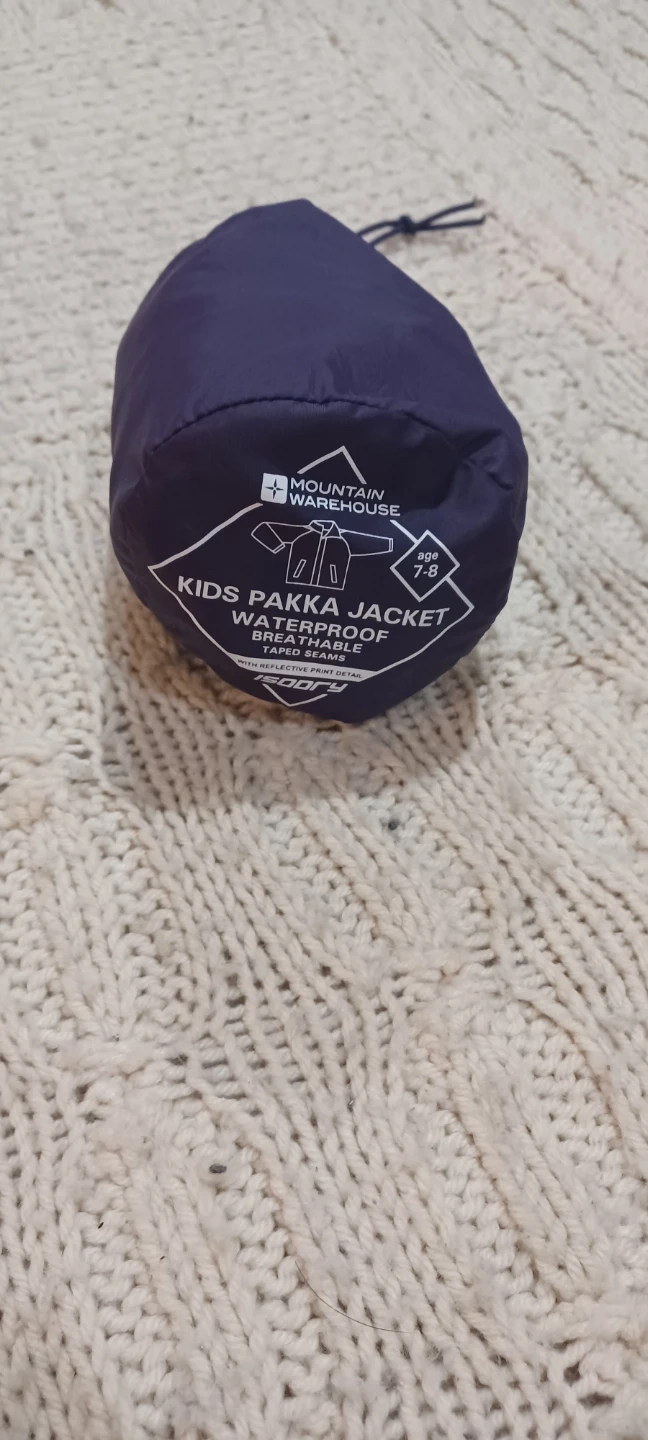 MOUNTAIN
WAREHOUSE
age
7-8
KIDS PAKKA JACKET
WATERPROOF
BREATHABLE
TAPED SEAMS
WITH REFLECTIVE PRINT DETAIL
ISODRY